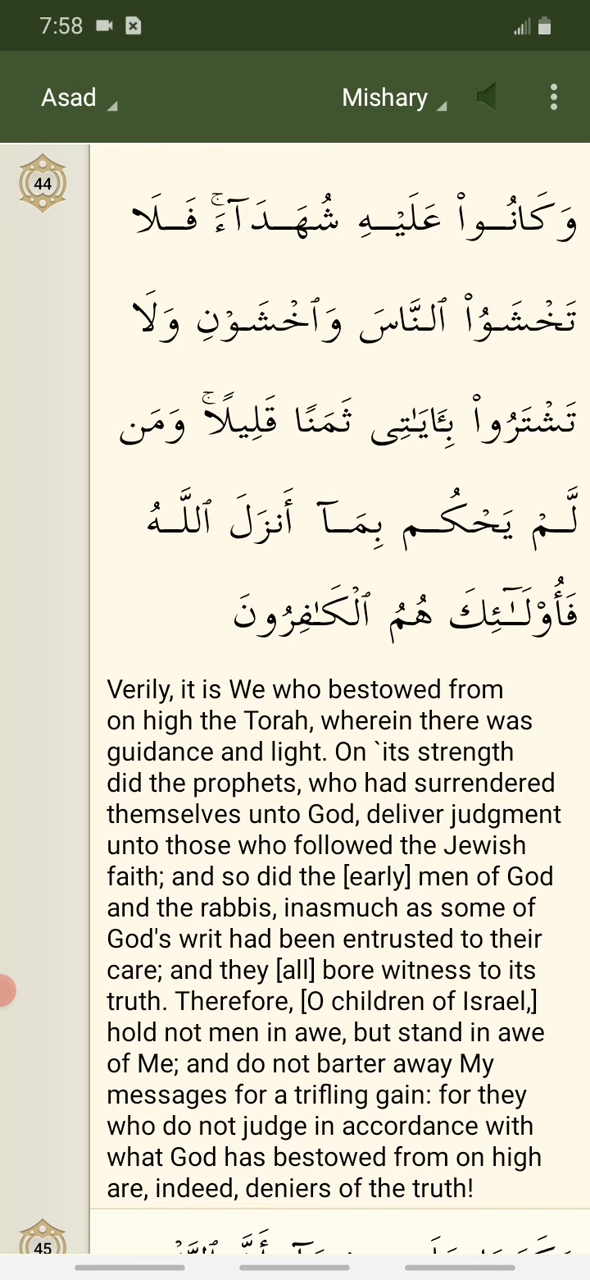 7:58
Asad
Mishary
44
وَكَانُوا۟ عَلَيْهِ شُهَدَآءَ ۚ فَلَا
تَخْشَوُا۟ ٱلنَّاسَ وَٱخْشَوْنِ وَلَا
تَشْتَرُوا۟ بِـَٔايَـٰتِى ثَمَنًا قَلِيلًا ۚ وَمَن
لَّمْ يَحْكُم بِمَآ أَنزَلَ ٱللَّـهُ
فَأُو۟لَـٰٓئِكَ هُمُ ٱلْكَـٰفِرُونَ
Verily, it is We who bestowed from
on high the Torah, wherein there was
guidance and light. On `its strength
did the prophets, who had surrendered
themselves unto God, deliver judgment
unto those who followed the Jewish
faith; and so did the [early] men of God
and the rabbis, inasmuch as some of
God's writ had been entrusted to their
care; and they [all] bore witness to its
truth. Therefore, [O children of Israel,]
hold not men in awe, but stand in awe
of Me; and do not barter away My
messages for a trifling gain: for they
who do not judge in accordance with
what God has bestowed from on high
are, indeed, deniers of the truth!
45